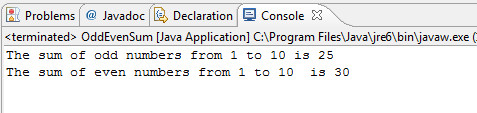 Problems @ Javadoc Declaration Console
<terminated> OddEvenSum [Java Application] C:\Program Files\Java\jre6\bin\javaw.exe (
The sum of odd numbers from 1 to 10 is 25
The sum of even numbers from 1 to 10  is 30